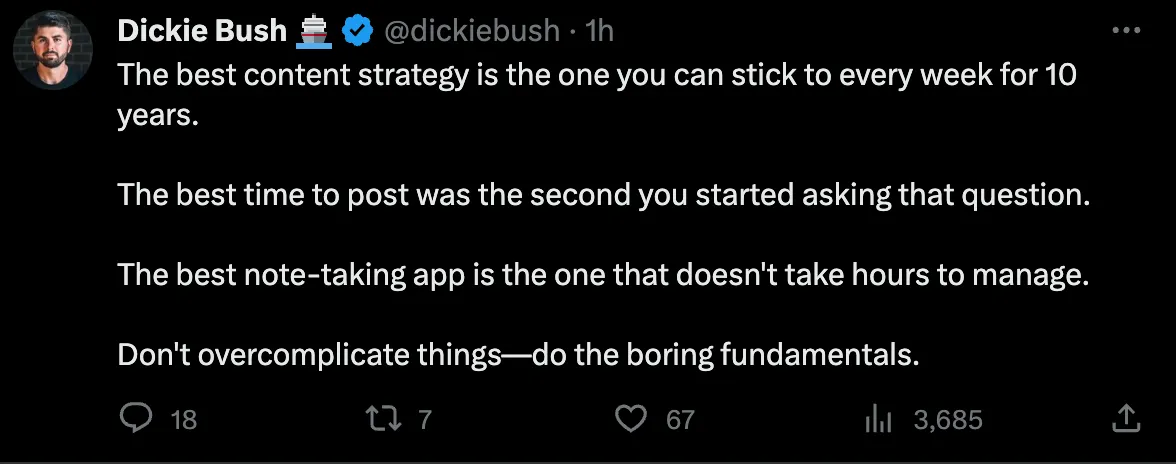 Dickie Bush 🚢 @dickiebush · 1h
The best content strategy is the one you can stick to every week for 10
years.
The best time to post was the second you started asking that question.
The best note-taking app is the one that doesn't take hours to manage.
Don't overcomplicate things—do the boring fundamentals.
18 7 67 3,685